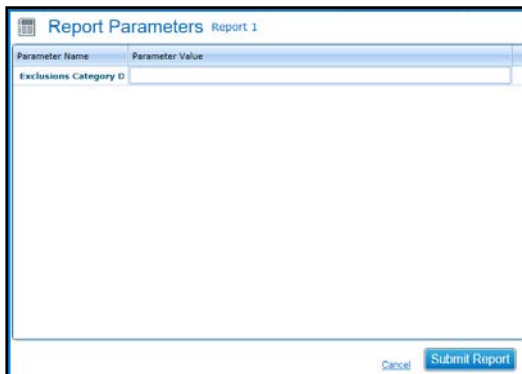 Report Parameters Report 1
Parameter Name Parameter Value
Exclusions Category D
Cancel Submit Report